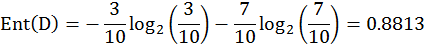 Ent(D) = − 3/10 log₂ (3/10) − 7/10 log₂ (7/10) = 0.8813